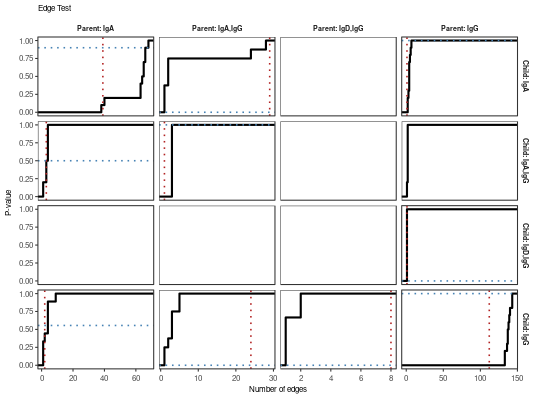 Edge Test
Parent: IgA Parent: IgA,IgG Parent: IgD,IgG Parent: IgG
1.00
0.75
0.50
0.25
0.00
Child: IgA
1.00
0.75
0.50
0.25
0.00
Child: IgA,IgG
1.00
0.75
0.50
0.25
0.00
Child: IgD,IgG
1.00
0.75
0.50
0.25
0.00
Child: IgG
P-value
0 20 40 60 0 10 20 30 2 4 6 8 0 50 100 150
Number of edges